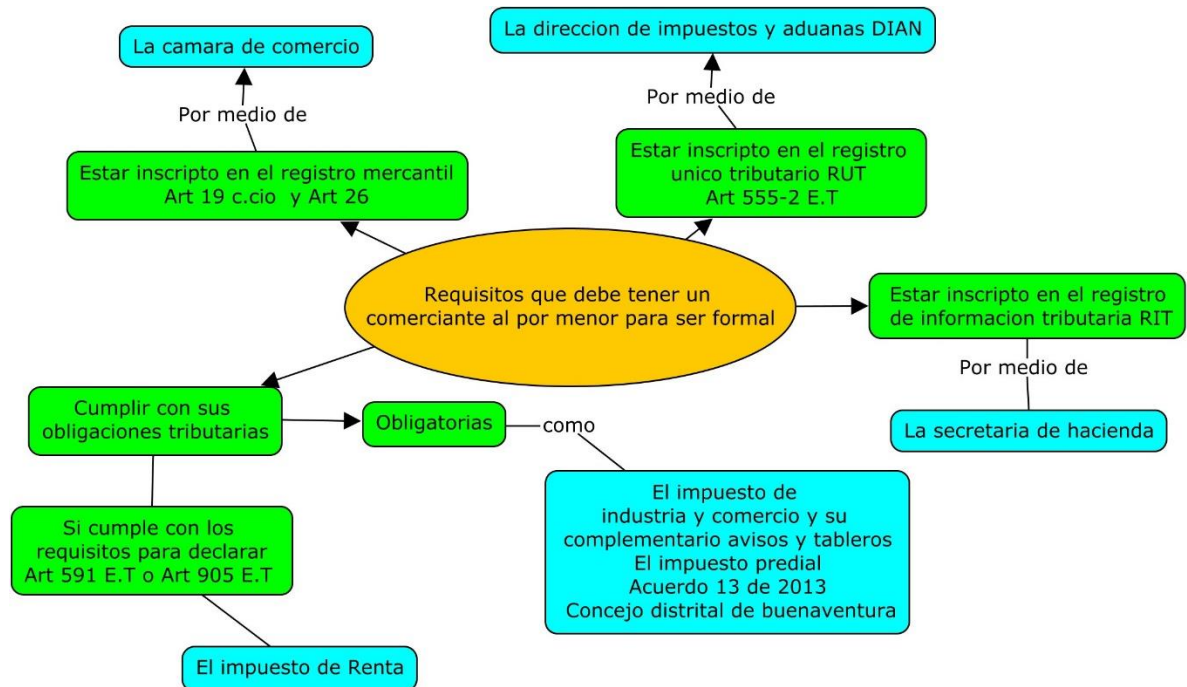 La camara de comercio
La direccion de impuestos y aduanas DIAN
Por medio de
Por medio de
Estar inscripto en el registro mercantil
Art 19 c.cio y Art 26
Estar inscripto en el registro
unico tributario RUT
Art 555-2 E.T
Requisitos que debe tener un
comerciante al por menor para ser formal
Estar inscripto en el registro
de informacion tributaria RIT
Por medio de
La secretaria de hacienda
Cumplir con sus
obligaciones tributarias
Obligatorias
como
El impuesto de
industria y comercio y su
complementario avisos y tableros
El impuesto predial
Acuerdo 13 de 2013
Concejo distrital de buenaventura
Si cumple con los
requisitos para declarar
Art 591 E.T o Art 905 E.T
El impuesto de Renta